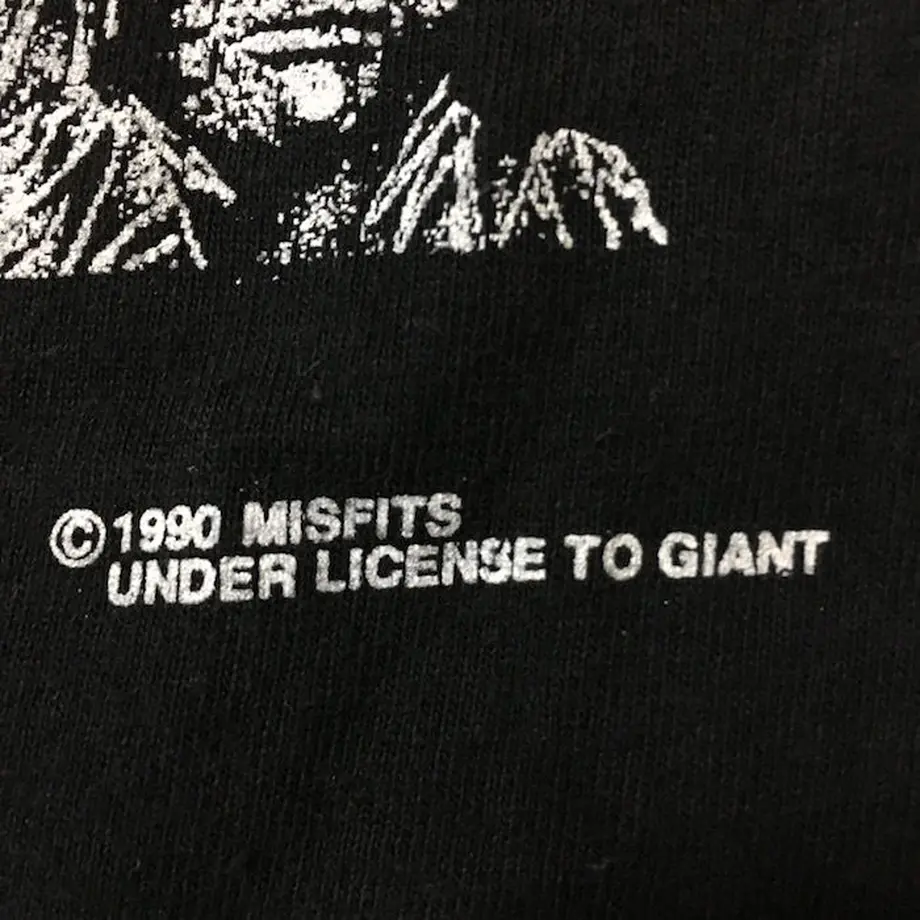 ©1990 MISFITS
UNDER LICENSE TO GIANT